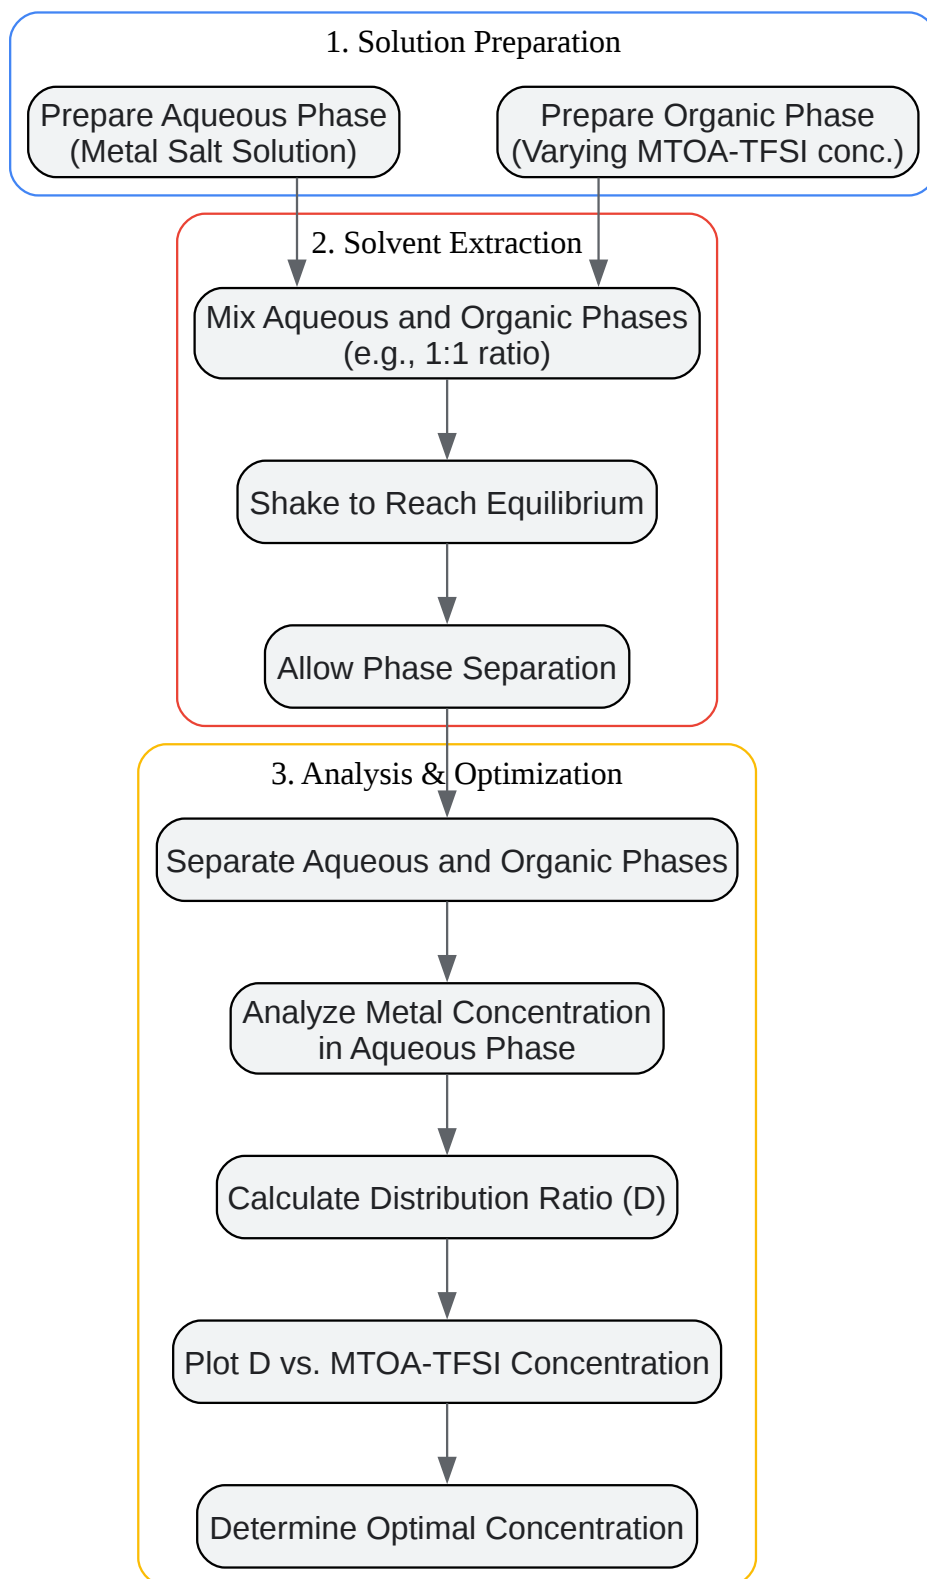 1. Solution Preparation
Prepare Aqueous Phase
(Metal Salt Solution)
Prepare Organic Phase
(Varying MTOA-TFSI conc.)
2. Solvent Extraction
Mix Aqueous and Organic Phases
(e.g., 1:1 ratio)
Shake to Reach Equilibrium
Allow Phase Separation
3. Analysis & Optimization
Separate Aqueous and Organic Phases
Analyze Metal Concentration
in Aqueous Phase
Calculate Distribution Ratio (D)
Plot D vs. MTOA-TFSI Concentration
Determine Optimal Concentration